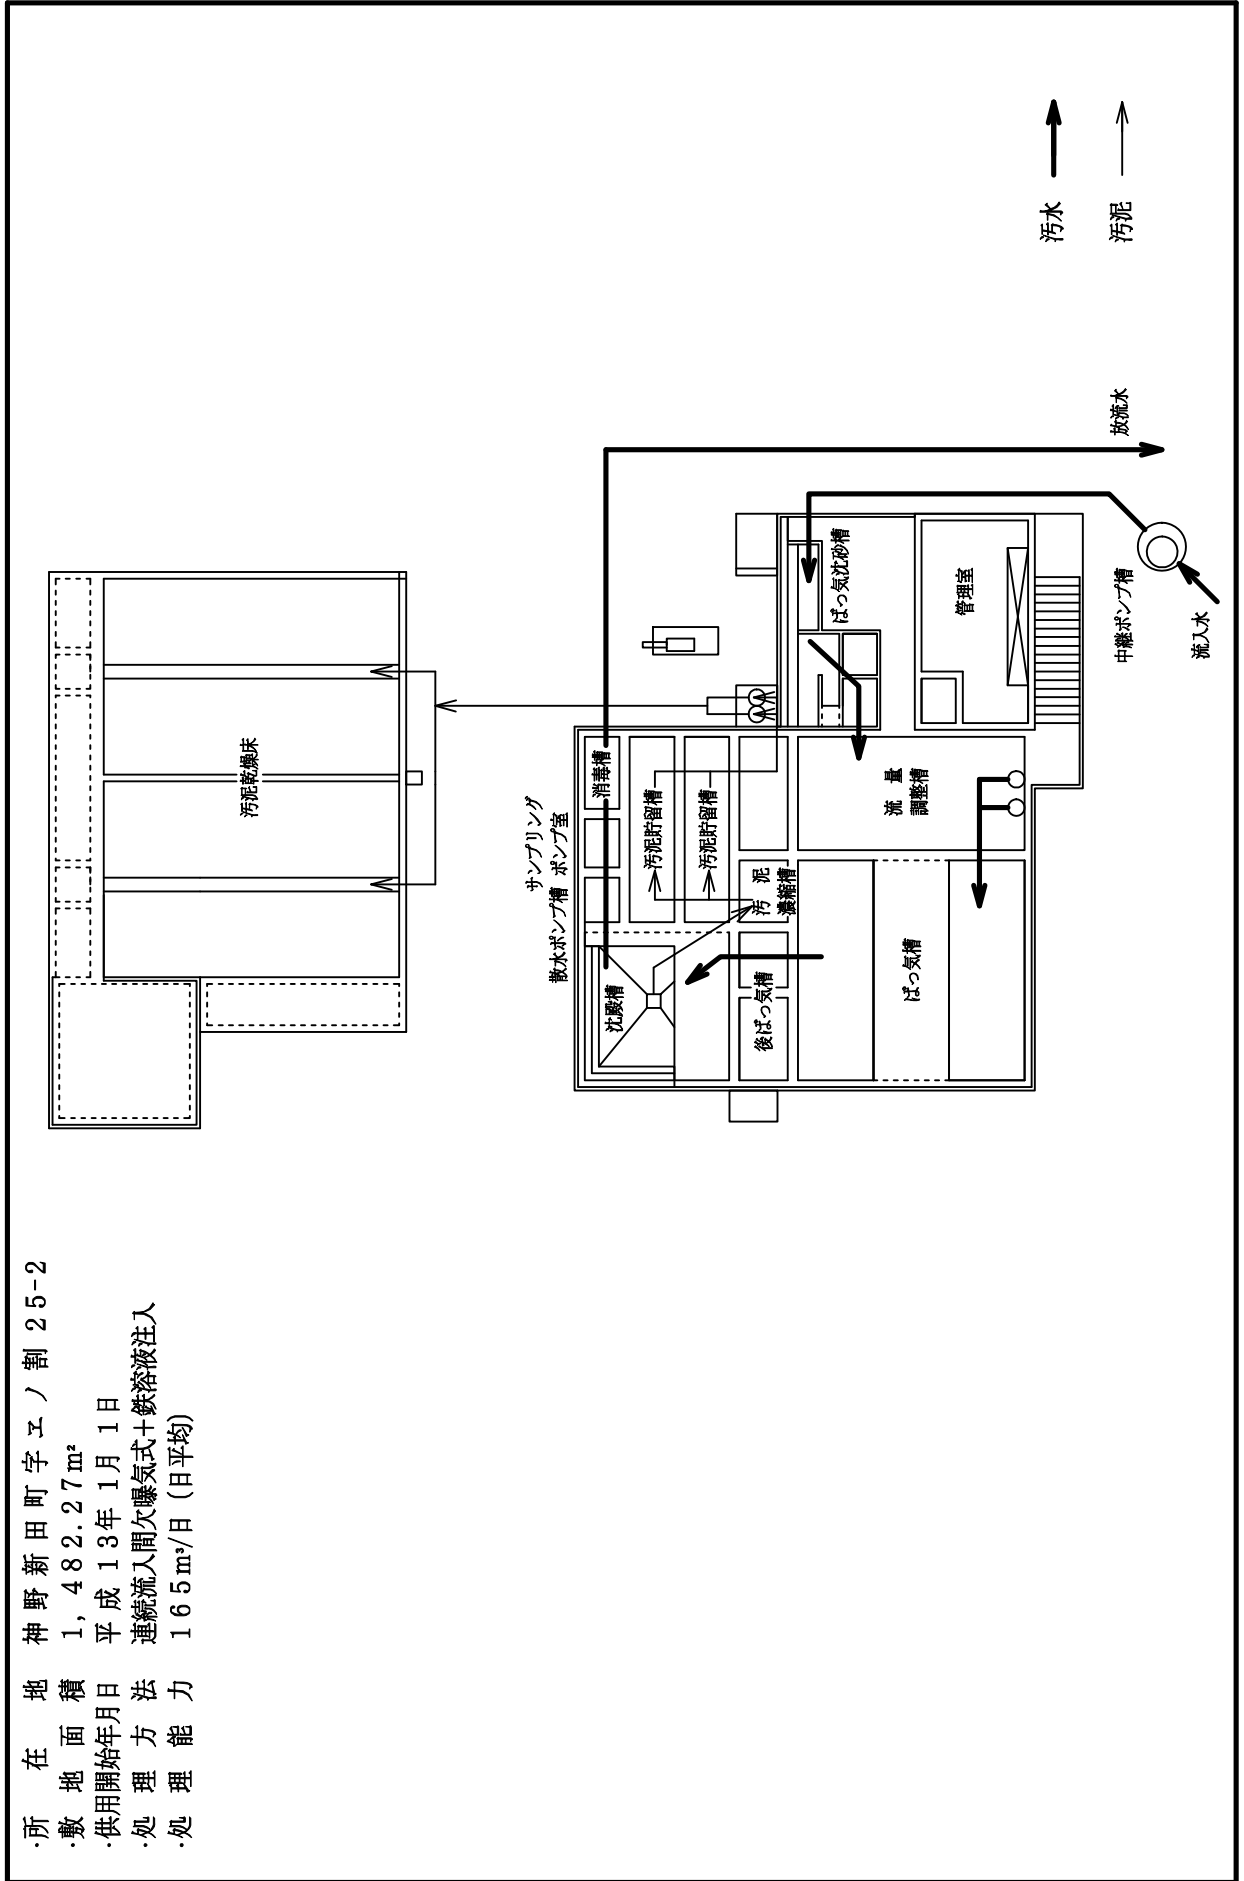 ・所在地 神野新田町字ヱノ割25-2
・敷地面積 1,482.27m²
・供用開始年月日 平成13年1月1日
・処理方法 連続流入間欠曝気式＋鉄溶液注入
・処理能力 165m³/日（日平均）
汚泥乾燥床
サンプリング
散水ポンプ槽 ポンプ室
沈殿槽
消毒槽
汚泥貯留槽
汚泥貯留槽
汚泥
濃縮槽
後ばっ気槽
ばっ気槽
流量
調整槽
ばっ気沈砂槽
管理室
中継ポンプ槽
流入水
放流水
汚水
汚泥